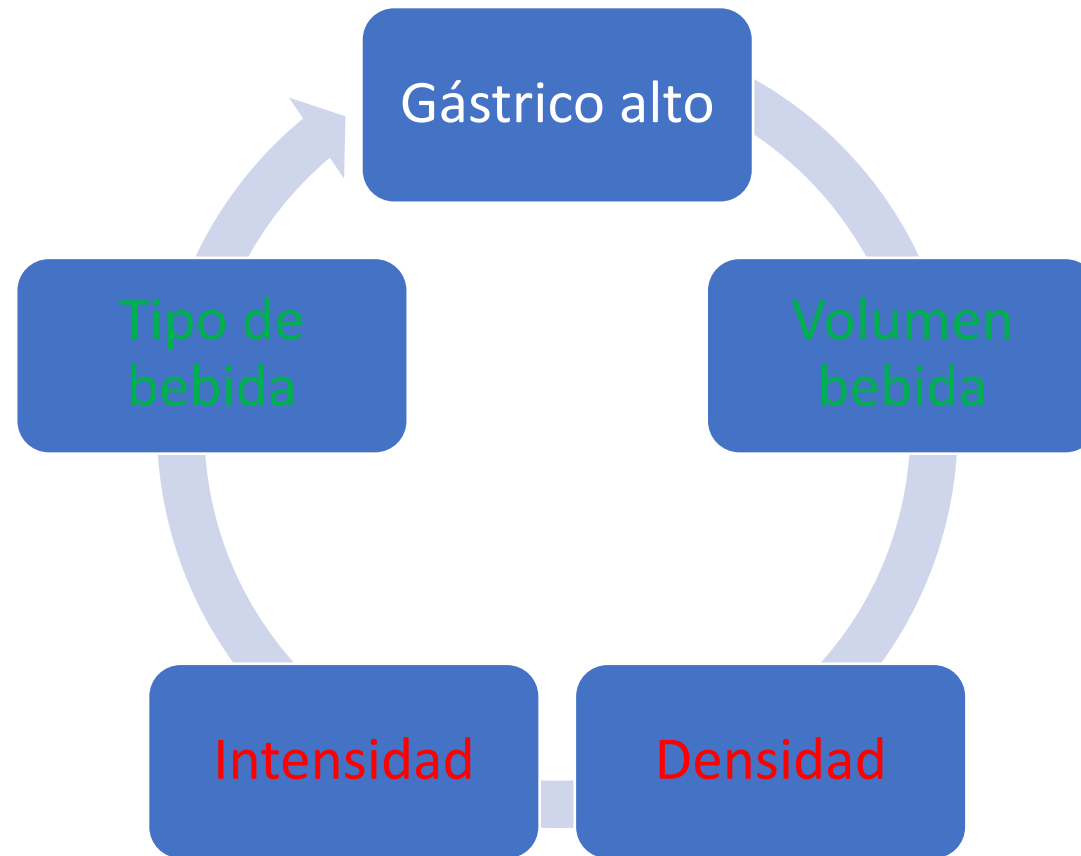 Gástrico alto
Tipo de
bebida
Volumen
bebida
Intensidad
Densidad